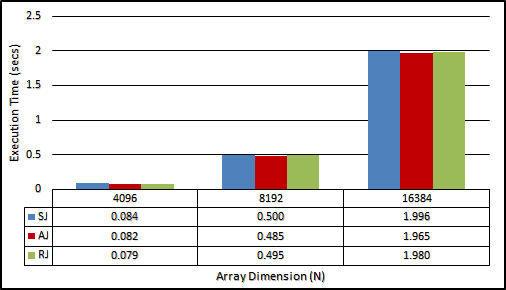 2.5
2
1.5
1
0.5
0
Execution Time (secs)
4096 8192 16384
SJ 0.084 0.500 1.996
AJ 0.082 0.485 1.965
RJ 0.079 0.495 1.980
Array Dimension (N)